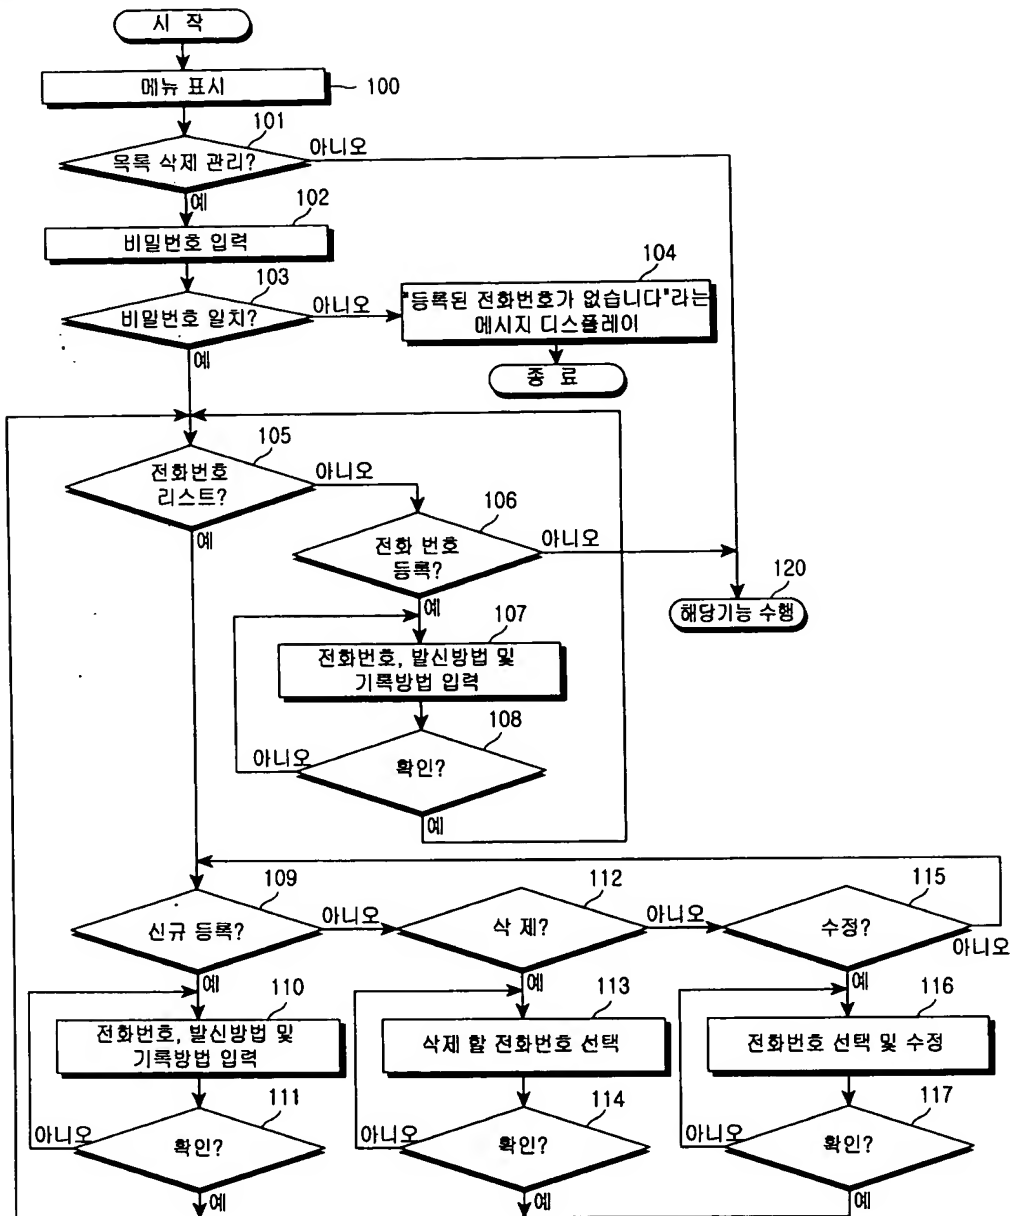 시 작
메뉴 표시
100
101
목록 삭제 관리?
아니오
예
102
비밀번호 입력
103
비밀번호 일치?
아니오
예
104
"등록된 전화번호가 없습니다"라는
메시지 디스플레이
종 료
105
전화번호
리스트?
아니오
예
106
전화 번호
등록?
아니오
예
120
해당기능 수행
107
전화번호, 발신방법 및
기록방법 입력
108
확인?
아니오
예
109
신규 등록?
아니오
예
112
삭 제?
아니오
예
115
수정?
아니오
예
110
전화번호, 발신방법 및
기록방법 입력
113
삭제 할 전화번호 선택
116
전화번호 선택 및 수정
111
확인?
아니오
예
114
확인?
아니오
예
117
확인?
아니오
예